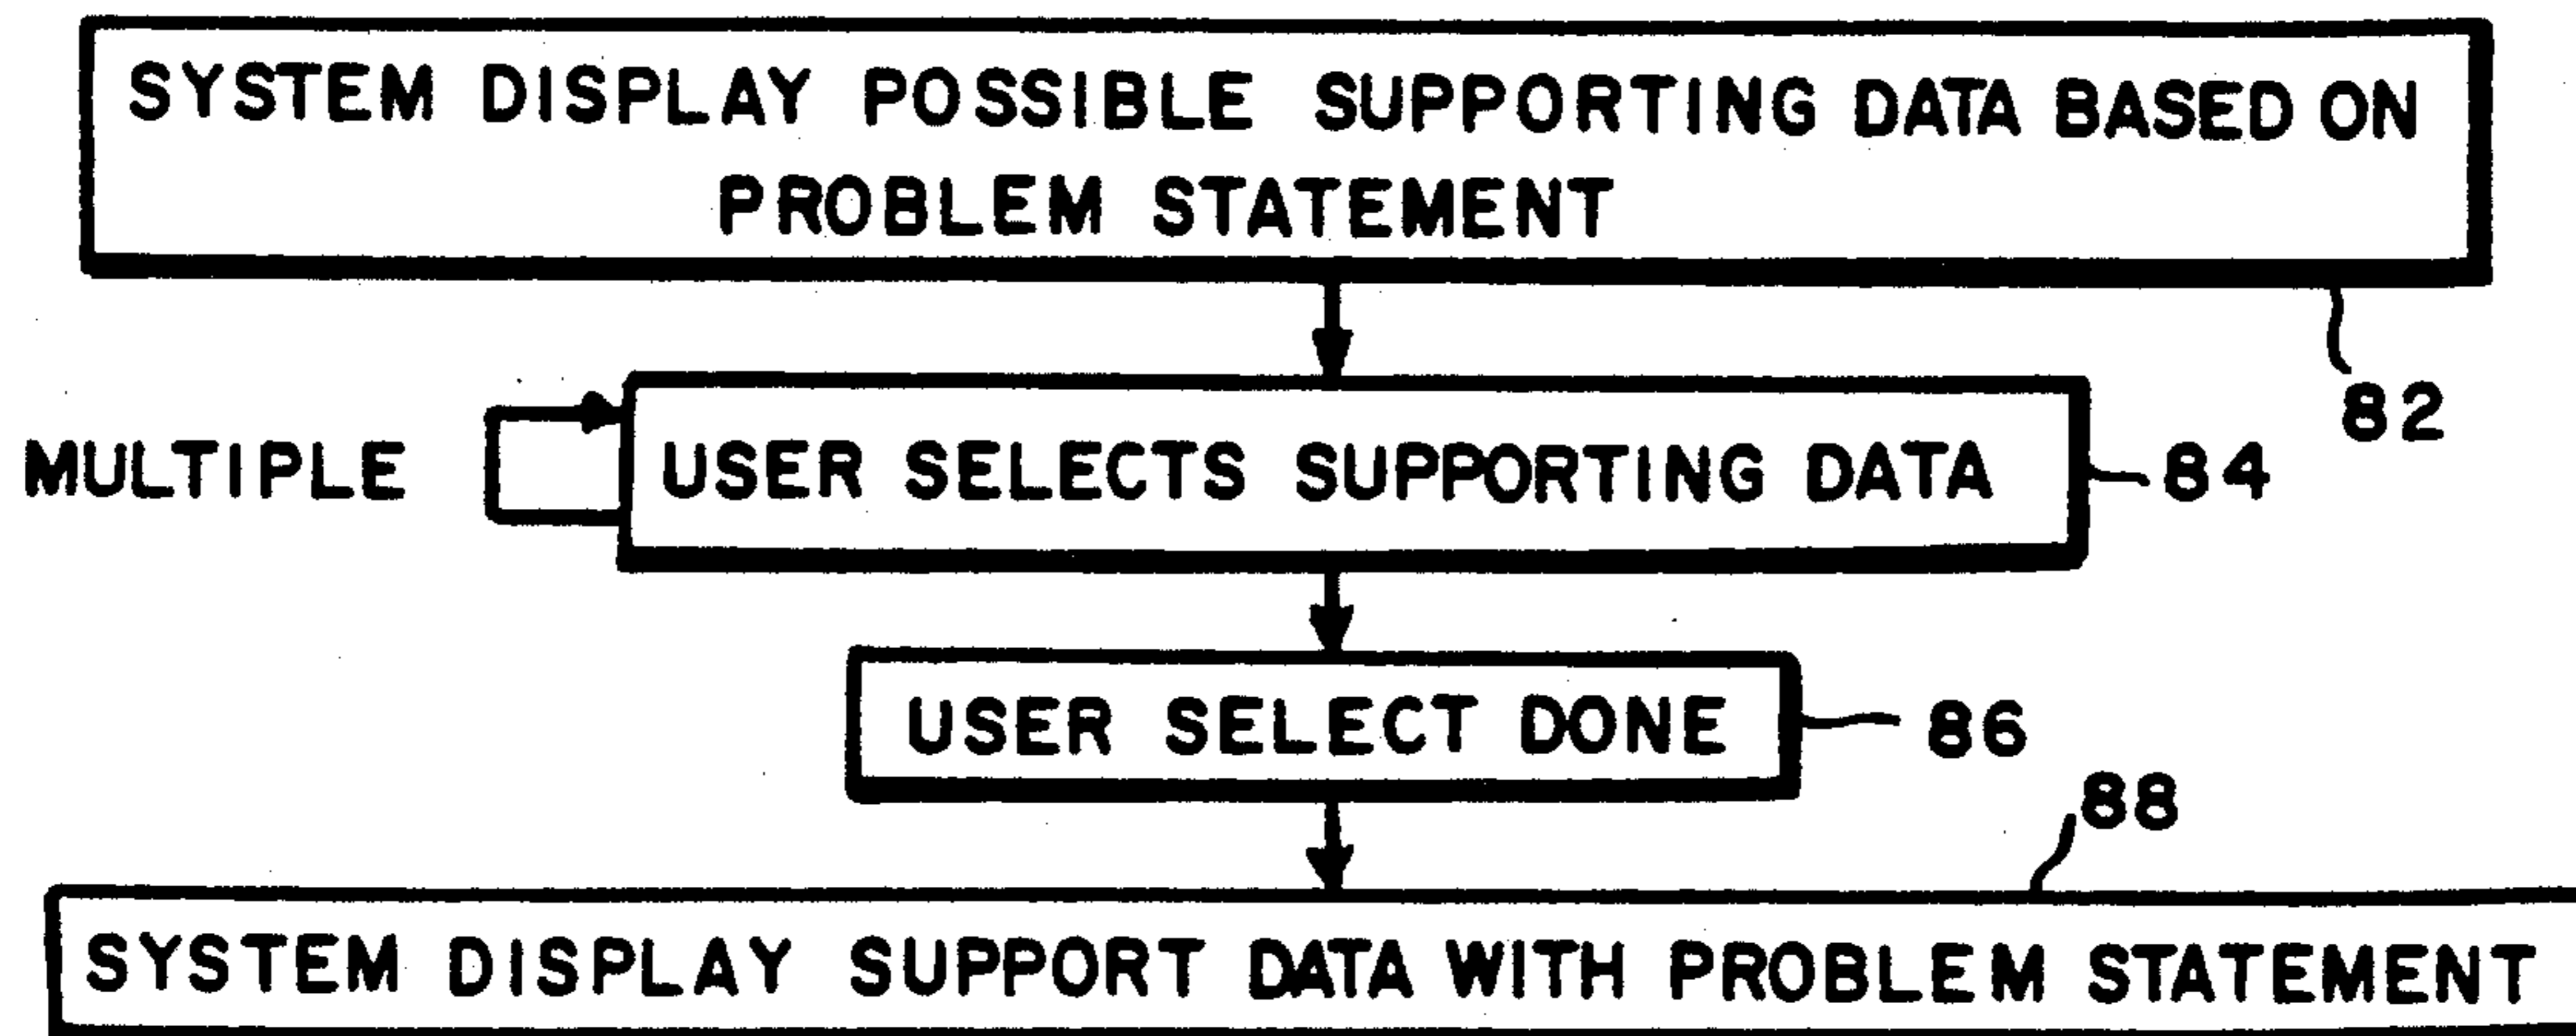 SYSTEM DISPLAY POSSIBLE SUPPORTING DATA BASED ON
PROBLEM STATEMENT
82
MULTIPLE
USER SELECTS SUPPORTING DATA
84
USER SELECT DONE
86
88
SYSTEM DISPLAY SUPPORT DATA WITH PROBLEM STATEMENT